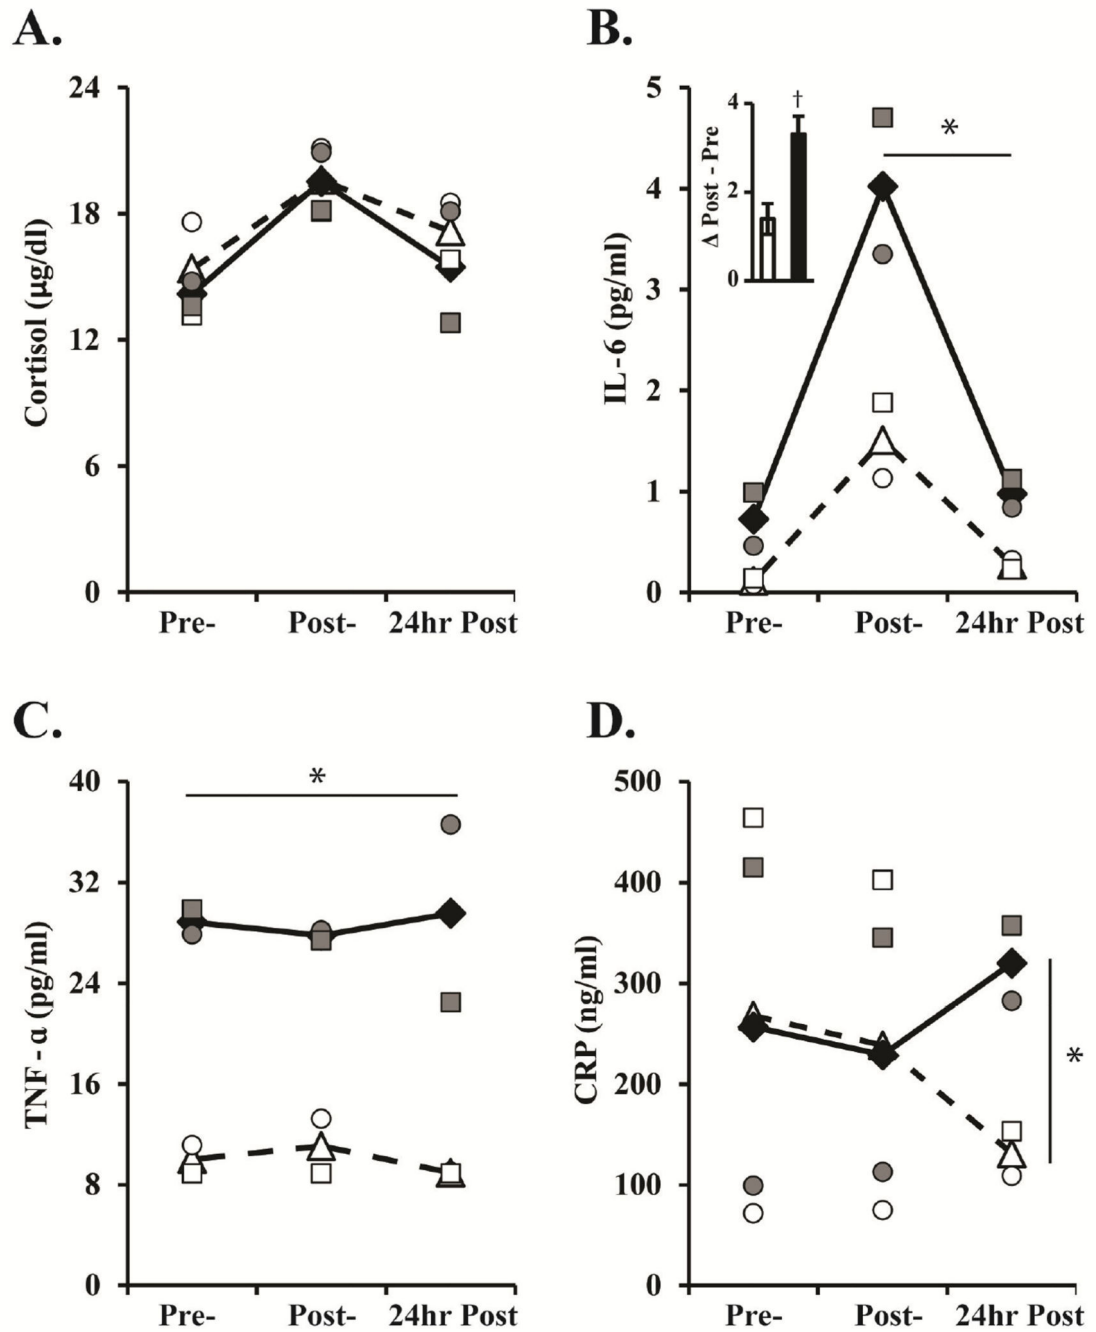 A.
24
18
12
6
0
Cortisol (µg/dl)
Pre- Post- 24hr Post
B.
5
4
3
2
1
0
IL-6 (pg/ml)
*
4
2
0
Δ Post - Pre
†
Pre- Post- 24hr Post
C.
40
32
24
16
8
0
TNF-α (pg/ml)
*
Pre- Post- 24hr Post
D.
500
400
300
200
100
0
CRP (ng/ml)
*
Pre- Post- 24hr Post